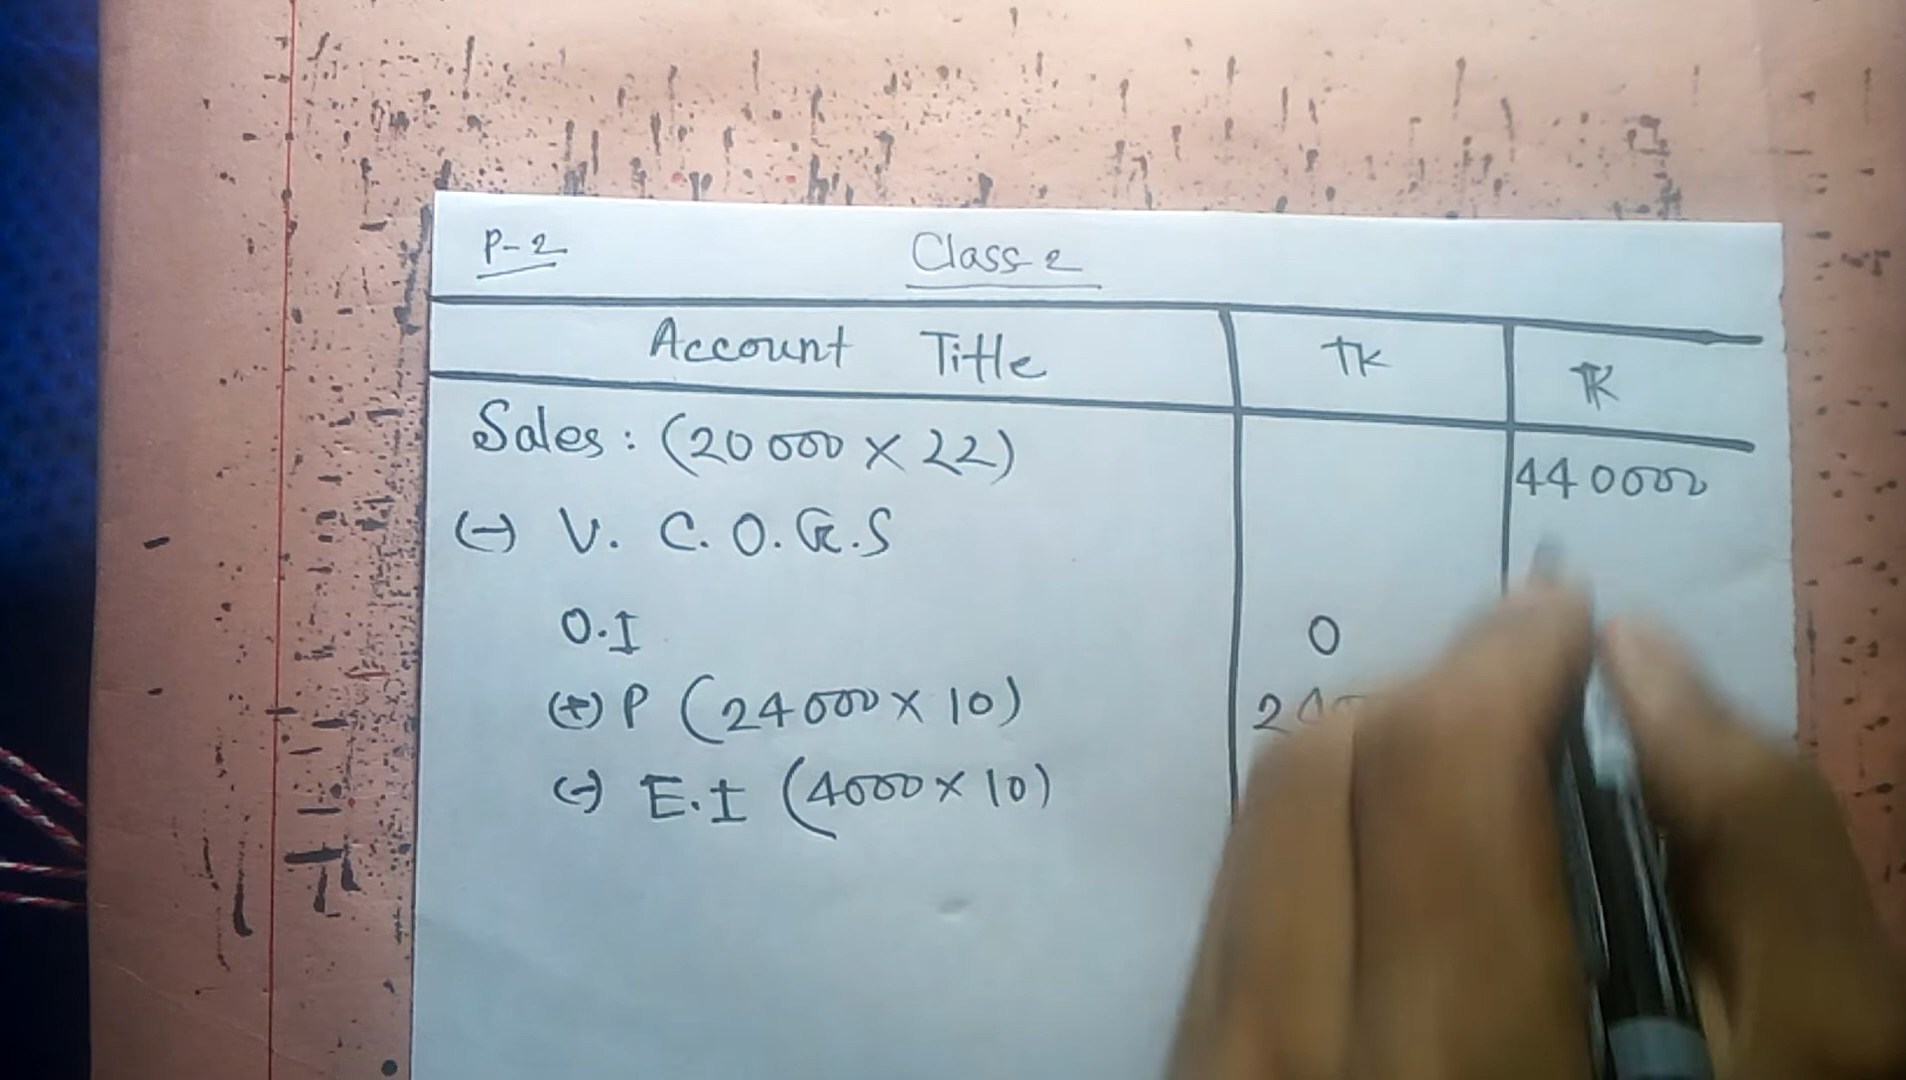 P-2 Class 2
Account Title TK TK
Sales: (20000 × 22) 440000
(-) V. C. O. G. S
O.I 0
(+) P (24000 × 10)
(-) E.I (4000 × 10)